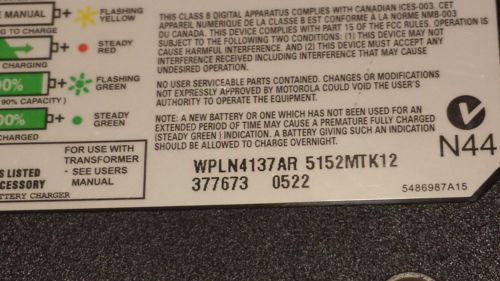 THIS CLASS B DIGITAL APPARATUS COMPLIES WITH CANADIAN ICES-003. CET
APPAREIL NUMERIQUE DE LA CLASSE B EST CONFORME A LA NORME NMB-003
DU CANADA. THIS DEVICE COMPLIES WITH PART 15 OF THE FCC RULES. OPERATION IS
SUBJECT TO THE FOLLOWING TWO CONDITIONS: (1) THIS DEVICE MAY NOT
CAUSE HARMFUL INTERFERENCE, AND (2) THIS DEVICE MUST ACCEPT ANY
INTERFERENCE RECEIVED INCLUDING INTERFERENCE THAT MAY CAUSE
UNDESIRED OPERATION.
NO USER SERVICEABLE PARTS CONTAINED. CHANGES OR MODIFICATIONS
NOT EXPRESSLY APPROVED BY MOTOROLA COULD VOID THE USER'S
AUTHORITY TO OPERATE THE EQUIPMENT.
NOTE: A NEW BATTERY OR ONE WHICH HAS NOT BEEN USED FOR AN
EXTENDED PERIOD OF TIME MAY CAUSE A PREMATURE FULLY CHARGED
(STEADY GREEN) INDICATION. A BATTERY GIVING SUCH AN INDICATION
SHOULD BE ALLOWED TO CHARGE OVERNIGHT.
E MANUAL
FLASHING
YELLOW
TO CHARGE
STEADY
RED
CHARGING
90%
FLASHING
GREEN
90% CAPACITY)
00%
STEADY
GREEN
CHARGED
S LISTED
CESSORY
TTERY CHARGER
FOR USE WITH
TRANSFORMER
- SEE USERS
MANUAL
WPLN4137AR 5152MTK12
377673 0522
N44
5486987A15